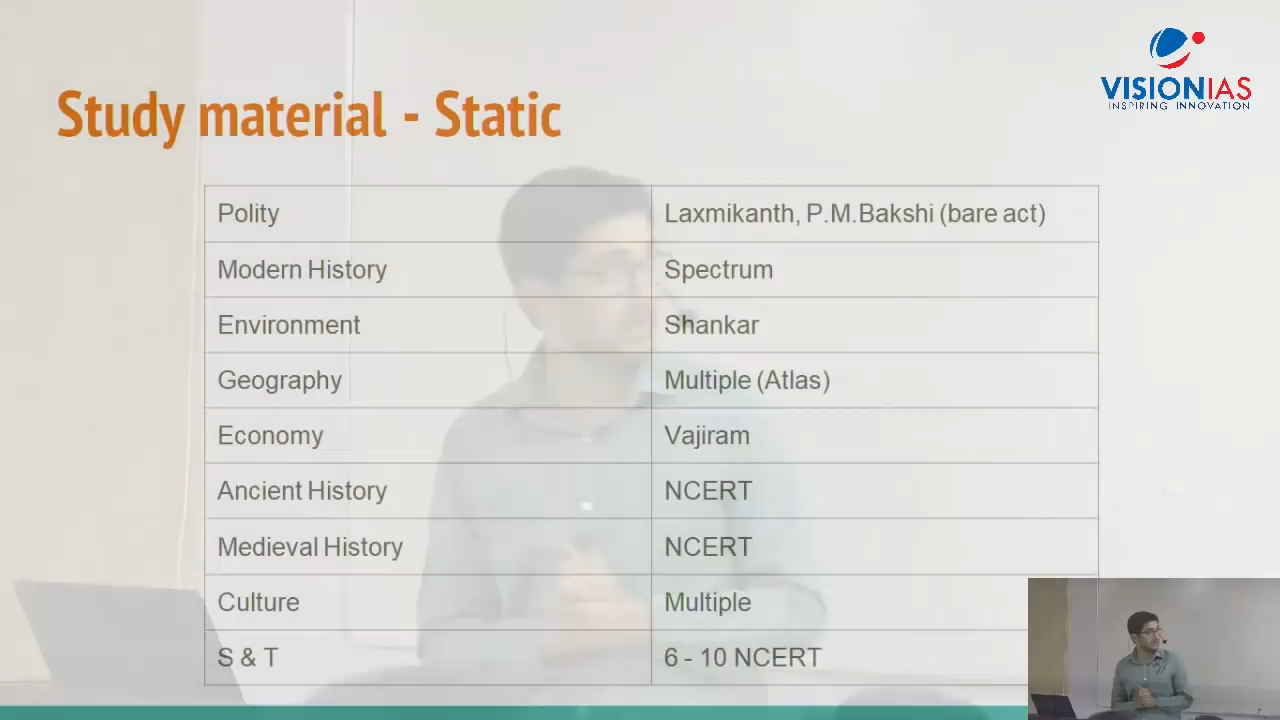 VISIONIAS
INSPIRING INNOVATION
Study material - Static
Polity Laxmikanth, P.M.Bakshi (bare act)
Modern History Spectrum
Environment Shankar
Geography Multiple (Atlas)
Economy Vajiram
Ancient History NCERT
Medieval History NCERT
Culture Multiple
S & T 6 - 10 NCERT